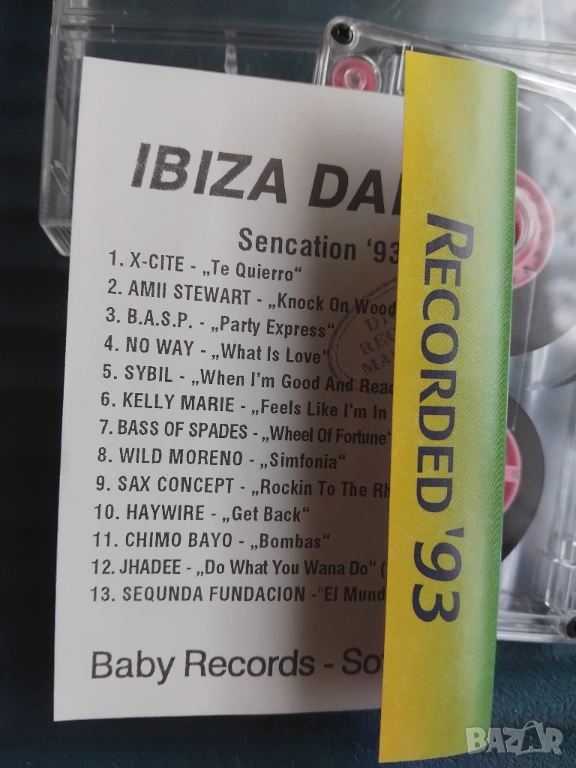 IBIZA DA
Sencation '93
1. X-CITE - „Te Quierro"
2. AMII STEWART - „Knock On Wood
3. B.A.S.P. - „Party Express"
4. NO WAY - „What Is Love"
5. SYBIL - „When I'm Good And Read
6. KELLY MARIE - „Feels Like I'm In
7. BASS OF SPADES - „Wheel Of Fortune"
8. WILD MORENO - „Simfonia"
9. SAX CONCEPT - „Rockin To The Rh
10. HAYWIRE - „Get Back"
11. CHIMO BAYO - „Bombas"
12. JHADEE - „Do What You Wana Do" (
13. SEQUNDA FUNDACION -"El Mund
Baby Records - So
RECORDED '93
BAZAR